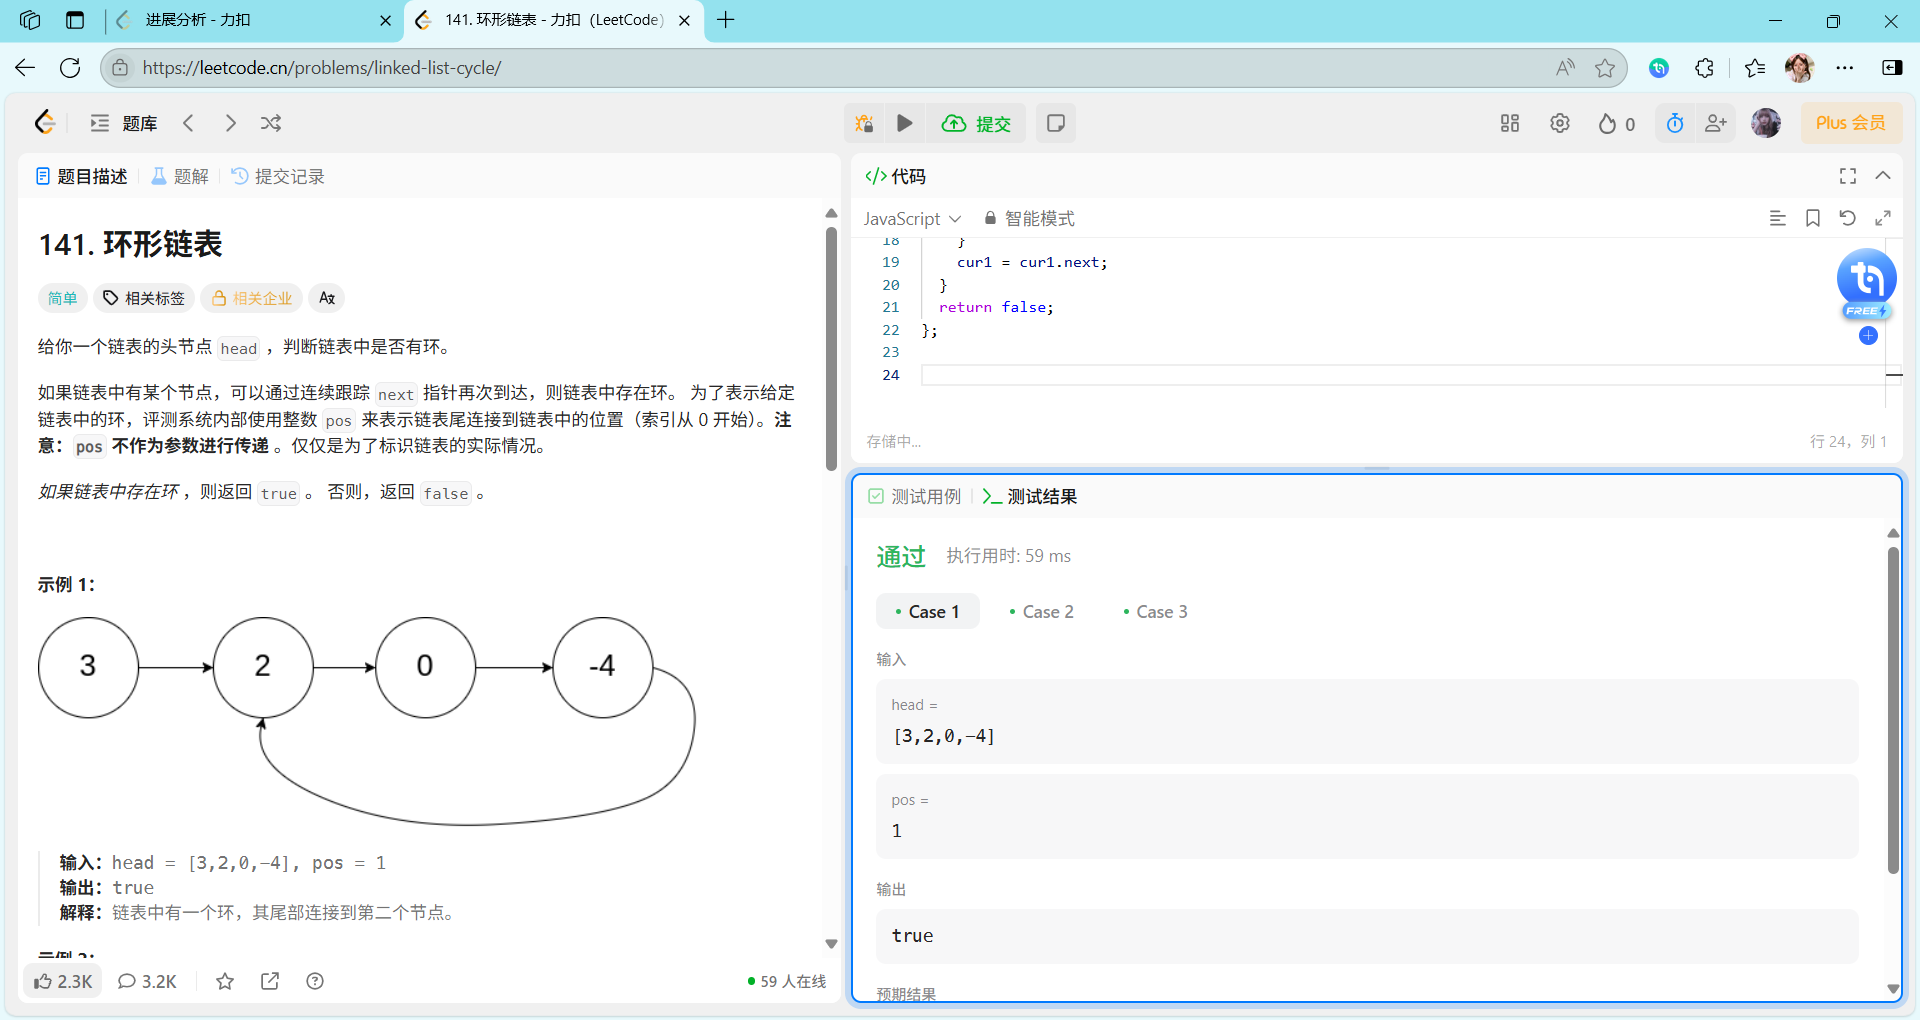 进展分析 - 力扣
141. 环形链表 - 力扣（LeetCode）
https://leetcode.cn/problems/linked-list-cycle/
题库
提交
0
Plus 会员
题目描述
题解
提交记录
141. 环形链表
简单
相关标签
相关企业
给你一个链表的头节点 head ，判断链表中是否有环。
如果链表中有某个节点，可以通过连续跟踪 next 指针再次到达，则链表中存在环。 为了表示给定
链表中的环，评测系统内部使用整数 pos 来表示链表尾连接到链表中的位置（索引从 0 开始）。注
意：pos 不作为参数进行传递 。仅仅是为了标识链表的实际情况。
如果链表中存在环 ，则返回 true 。 否则，返回 false 。
示例 1：
3
2
0
-4
输入：head = [3,2,0,-4], pos = 1
输出：true
解释：链表中有一个环，其尾部连接到第二个节点。
示例 2：
2.3K
3.2K
59 人在线
代码
JavaScript
智能模式
18 }
19 cur1 = cur1.next;
20 }
21 return false;
22 };
23
24
FREE
存储中...
行 24，列 1
测试用例
测试结果
通过
执行用时: 59 ms
Case 1
Case 2
Case 3
输入
head =
[3,2,0,-4]
pos =
1
输出
true
预期结果